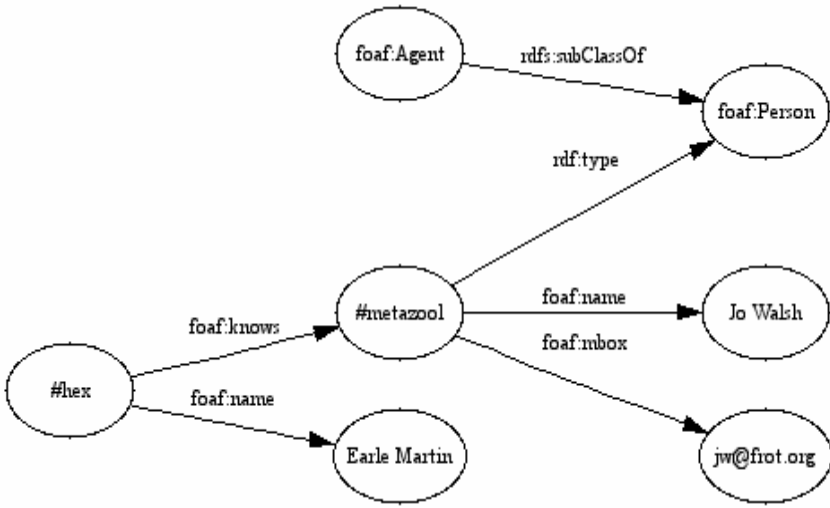 foaf:Agent
rdfs:subClassOf
foaf:Person
rdf:type
#metazool
foaf:name
Jo Walsh
foaf:knows
foaf:mbox
#hex
foaf:name
Earle Martin
jw@frot.org